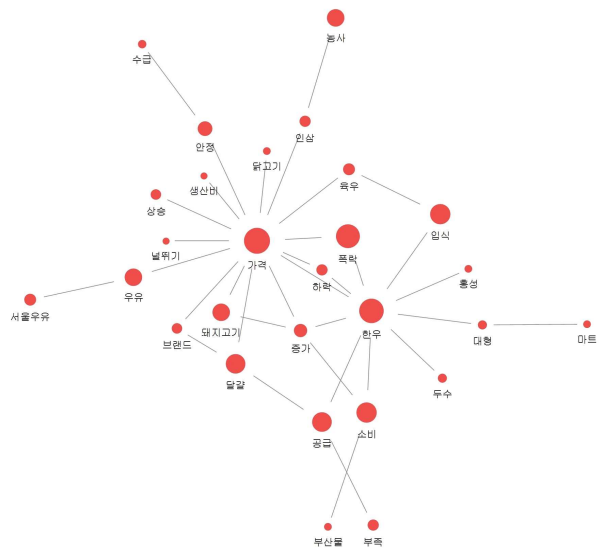 농사
수급
인삼
안정
닭고기
육우
생산비
상승
입식
널뛰기
가격
폭락
하락
홍성
우유
서울우유
돼지고기
한우
브랜드
증가
대형
마트
달걀
두수
공급
소비
부산물
부족